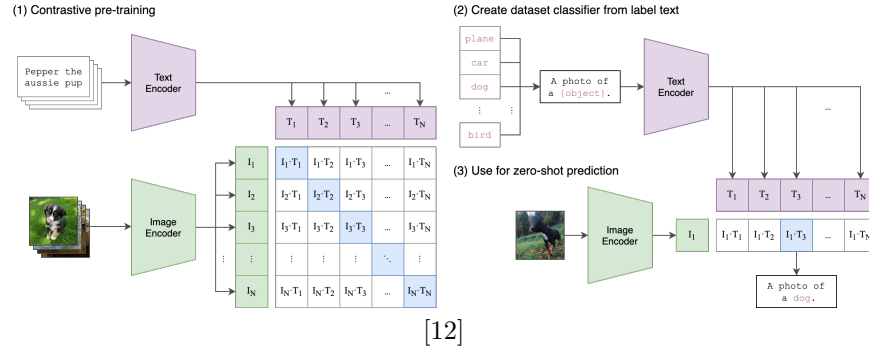 (1) Contrastive pre-training
Pepper the
aussie pup
Text
Encoder
...
T1 T2 T3 ... TN
I1 I1·T1 I1·T2 I1·T3 ... I1·TN
I2 I2·T1 I2·T2 I2·T3 ... I2·TN
I3 I3·T1 I3·T2 I3·T3 ... I3·TN
⋮ ⋮ ⋮ ⋮ ⋮ ⋱ ⋮
IN IN·T1 IN·T2 IN·T3 ... IN·TN
Image
Encoder
(2) Create dataset classifier from label text
plane
car
dog
⋮
bird
⋮
A photo of
a {object}.
Text
Encoder
...
(3) Use for zero-shot prediction
Image
Encoder
T1 T2 T3 ... TN
I1 I1·T1 I1·T2 I1·T3 ... I1·TN
A photo of
a dog.
[12]